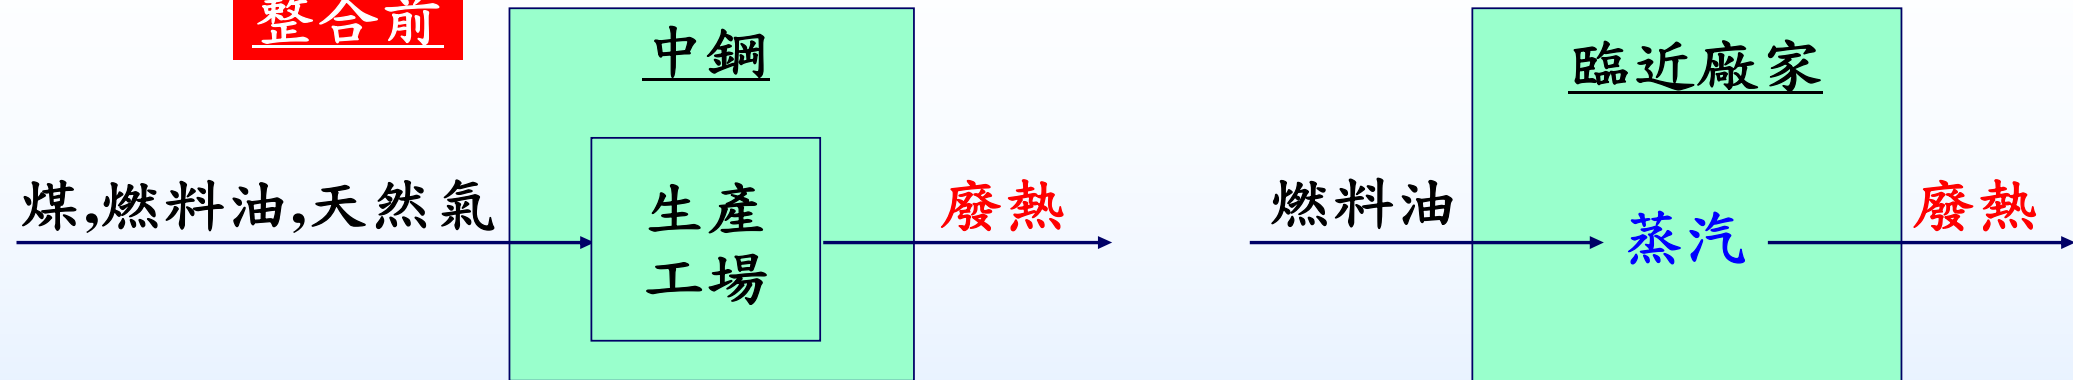 整合前
中鋼
臨近廠家
煤,燃料油,天然氣
生產
工場
廢熱
燃料油
蒸汽
廢熱